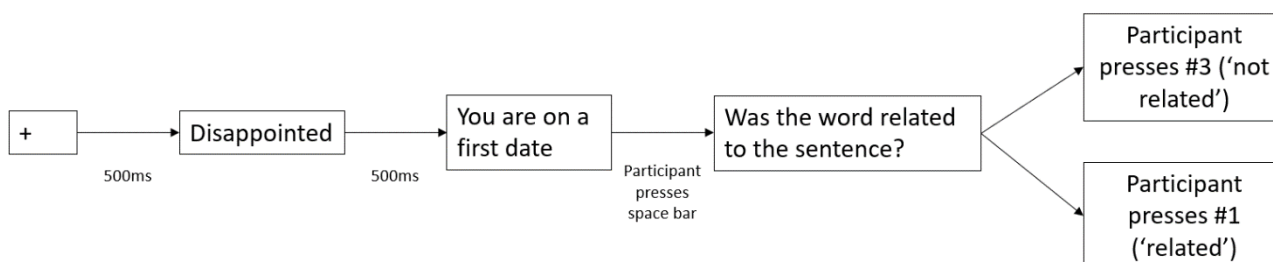 +
500ms
Disappointed
500ms
You are on a
first date
Participant
presses
space bar
Was the word related
to the sentence?
Participant
presses #3 (‘not
related’)
Participant
presses #1
(‘related’)